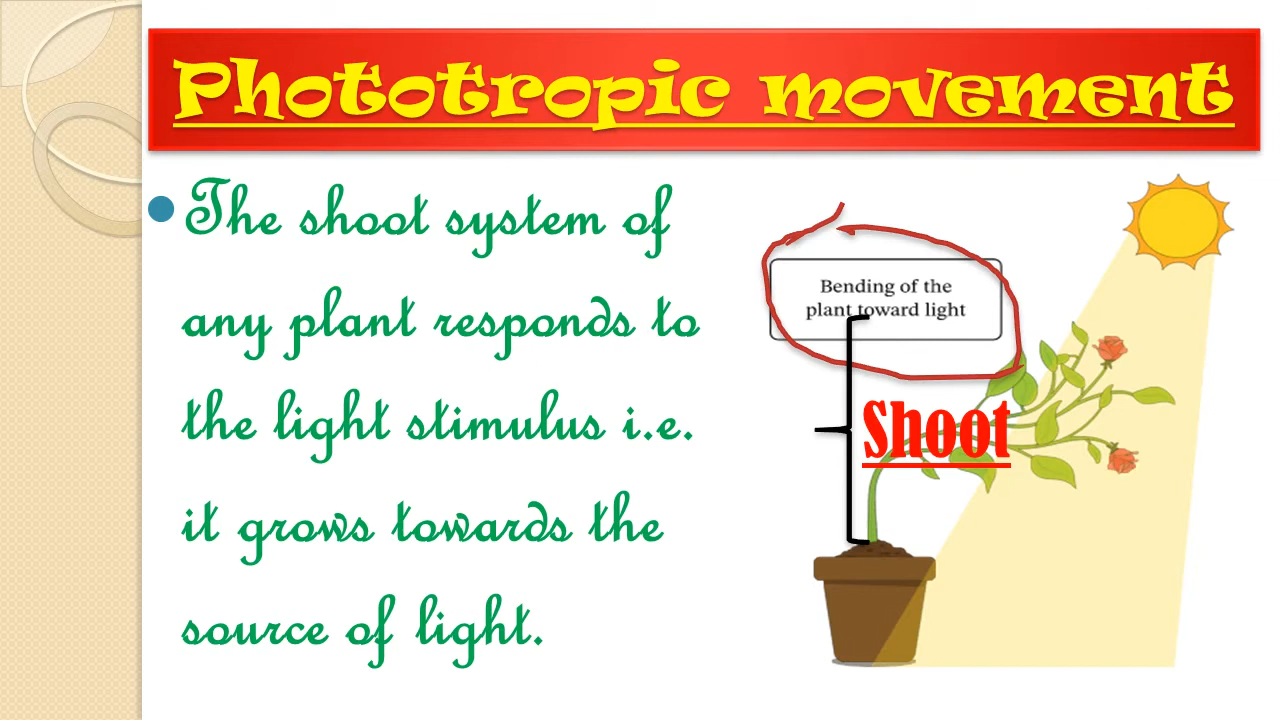 Phototropic movement
The shoot system of
any plant responds to
the light stimulus i.e.
it grows towards the
source of light.
Bending of the
plant toward light
Shoot